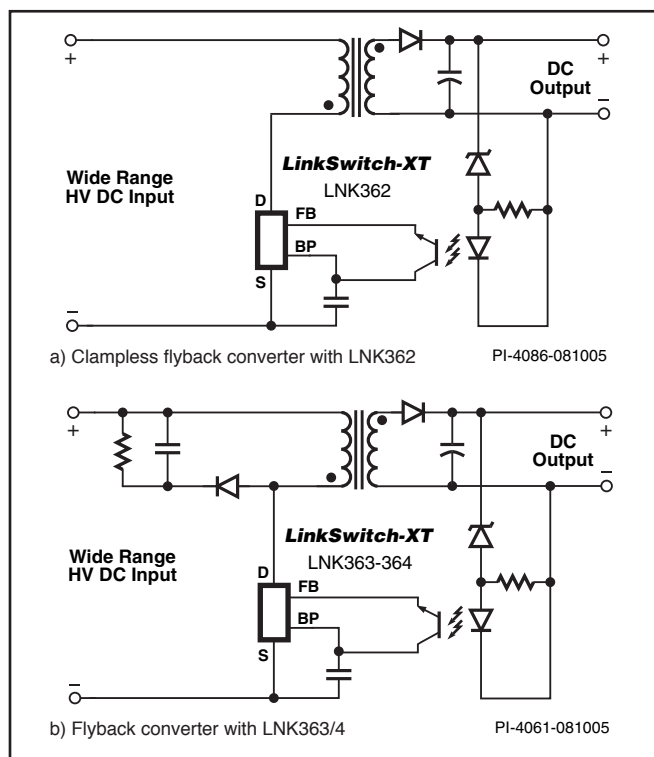 +
+
DC
Output
−
Wide Range
HV DC Input
LinkSwitch-XT
LNK362
D
FB
BP
S
−
a) Clampless flyback converter with LNK362
PI-4086-081005
+
+
DC
Output
−
Wide Range
HV DC Input
LinkSwitch-XT
LNK363-364
D
FB
BP
S
−
b) Flyback converter with LNK363/4
PI-4061-081005